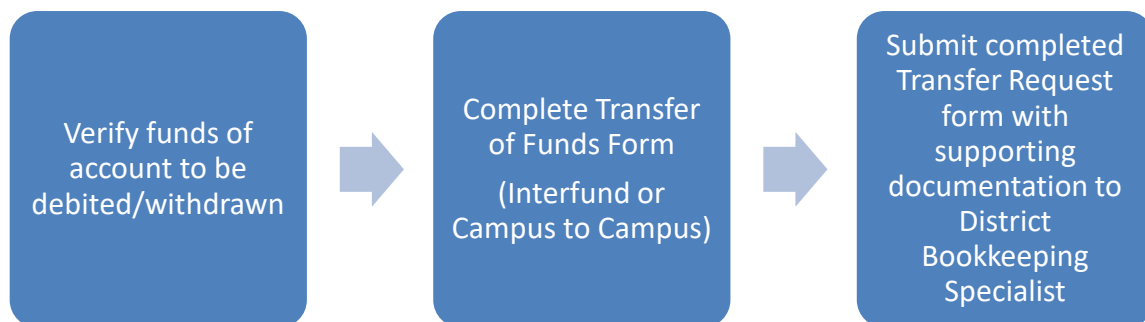 Verify funds of
account to be
debited/withdrawn
Complete Transfer
of Funds Form
(Interfund or
Campus to Campus)
Submit completed
Transfer Request
form with
supporting
documentation to
District
Bookkeeping
Specialist